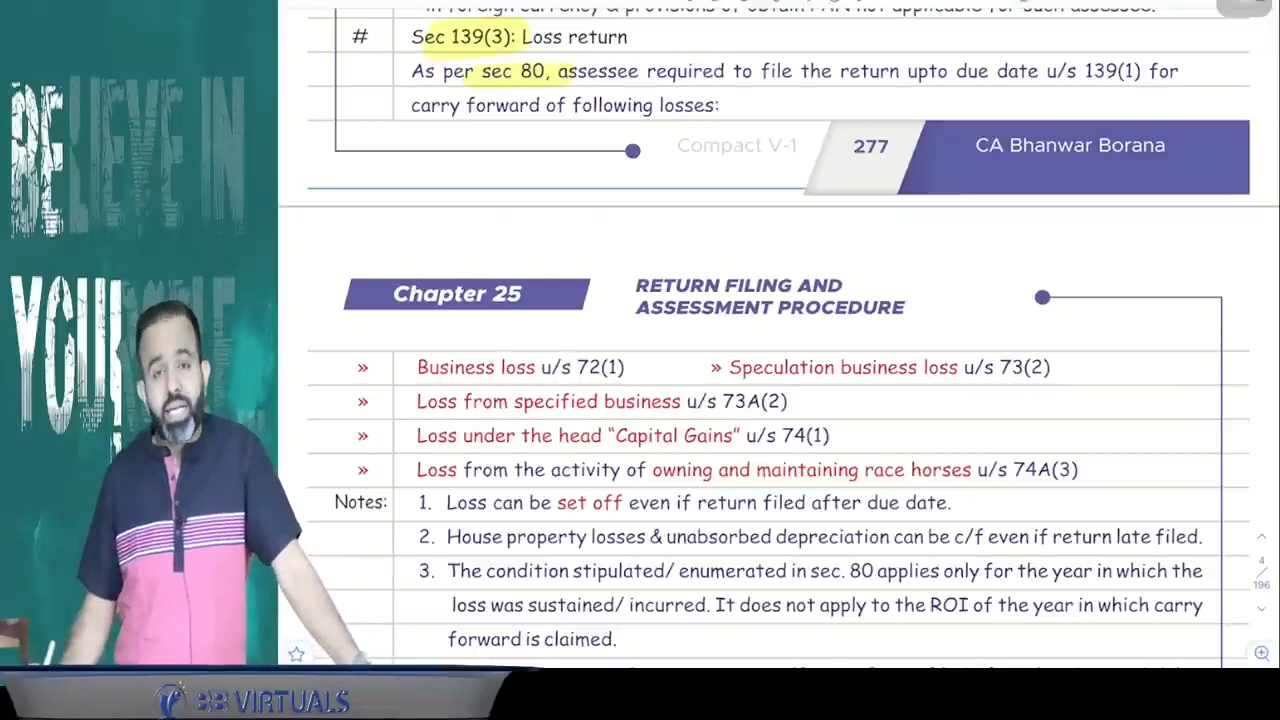 # Sec 139(3): Loss return
As per sec 80, assessee required to file the return upto due date u/s 139(1) for
carry forward of following losses:
Compact V-1 277 CA Bhanwar Borana
Chapter 25
RETURN FILING AND
ASSESSMENT PROCEDURE
» Business loss u/s 72(1) » Speculation business loss u/s 73(2)
» Loss from specified business u/s 73A(2)
» Loss under the head “Capital Gains” u/s 74(1)
» Loss from the activity of owning and maintaining race horses u/s 74A(3)
Notes: 1. Loss can be set off even if return filed after due date.
2. House property losses & unabsorbed depreciation can be c/f even if return late filed.
3. The condition stipulated/ enumerated in sec. 80 applies only for the year in which the
loss was sustained/ incurred. It does not apply to the ROI of the year in which carry
forward is claimed.
4
/
196
BELIEVE IN
BB VIRTUALS